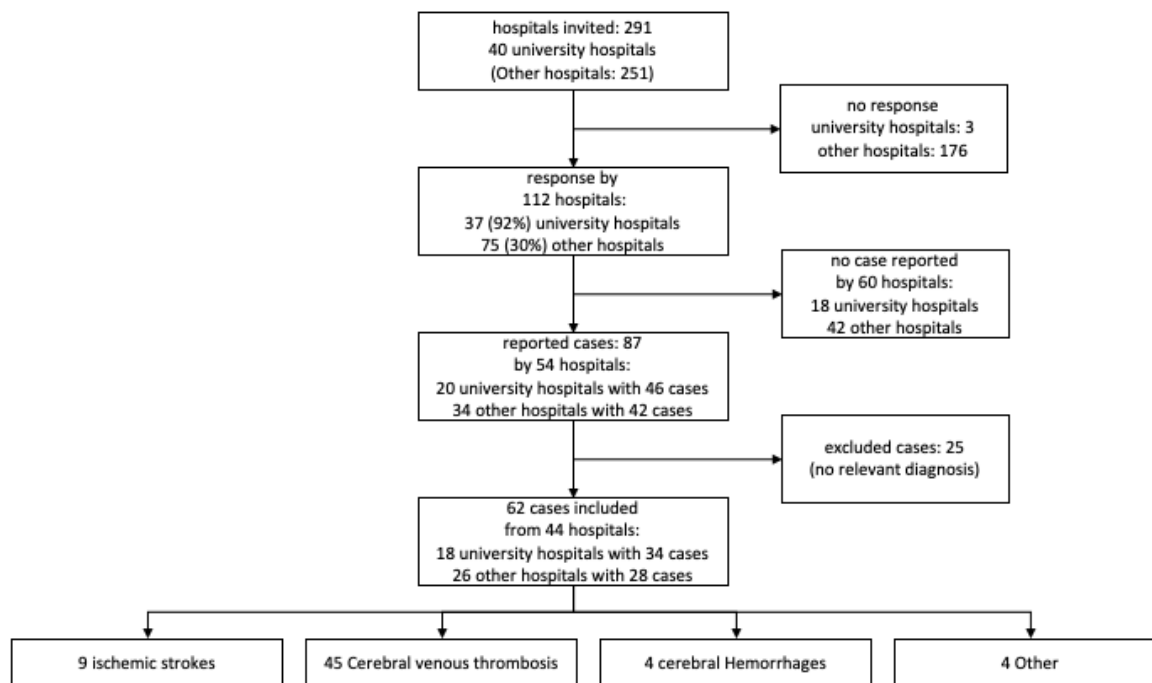 hospitals invited: 291
40 university hospitals
(Other hospitals: 251)
no response
university hospitals: 3
other hospitals: 176
response by
112 hospitals:
37 (92%) university hospitals
75 (30%) other hospitals
no case reported
by 60 hospitals:
18 university hospitals
42 other hospitals
reported cases: 87
by 54 hospitals:
20 university hospitals with 46 cases
34 other hospitals with 42 cases
excluded cases: 25
(no relevant diagnosis)
62 cases included
from 44 hospitals:
18 university hospitals with 34 cases
26 other hospitals with 28 cases
9 ischemic strokes
45 Cerebral venous thrombosis
4 cerebral Hemorrhages
4 Other